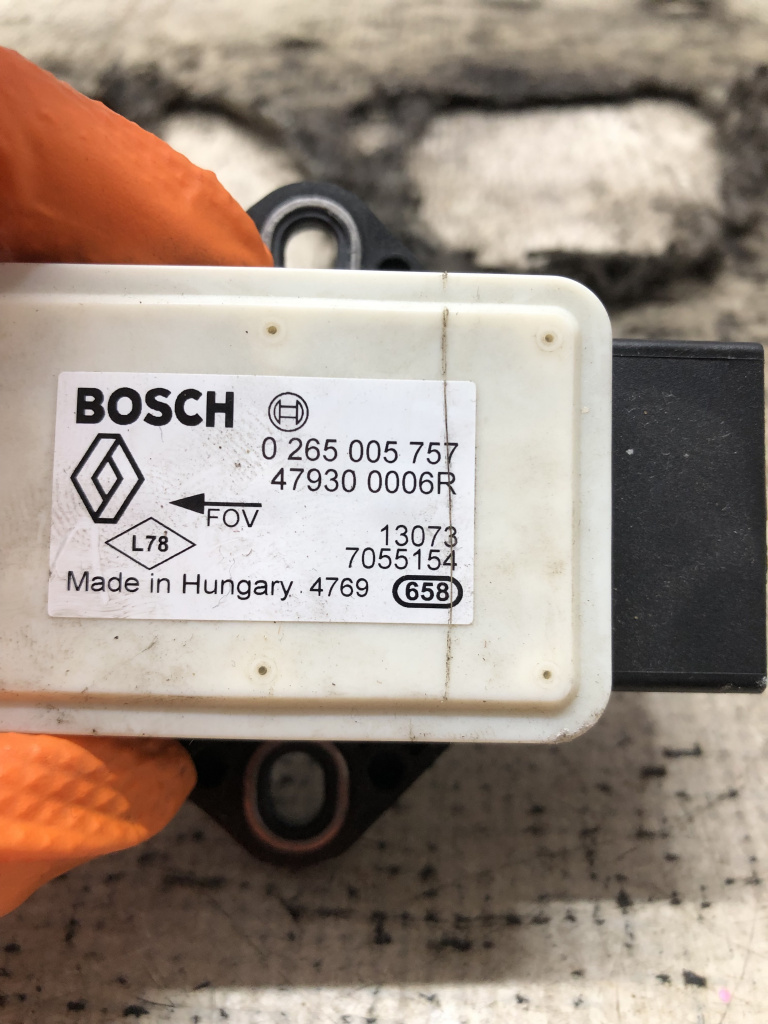 BOSCH
0 265 005 757
47930 0006R
FOV
13073
L78
7055154
Made in Hungary 4769 658